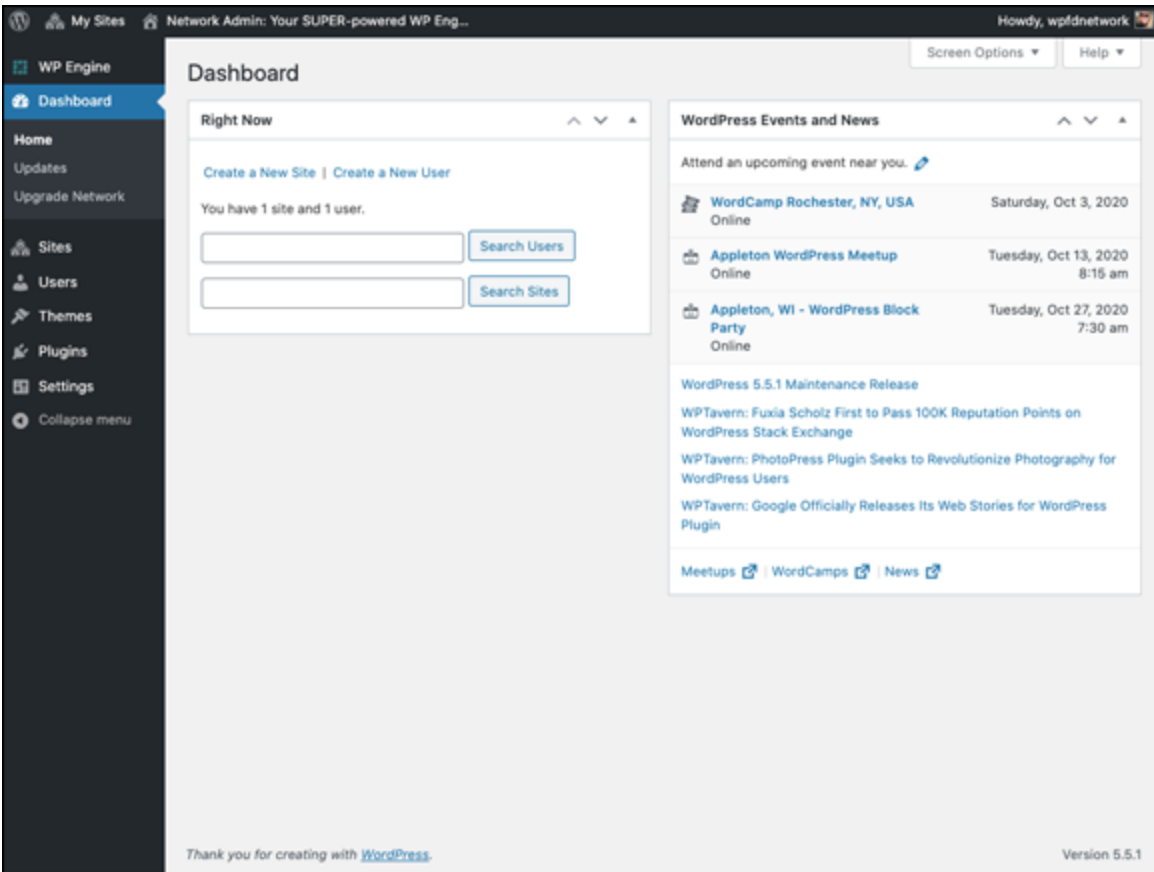 My Sites Network Admin: Your SUPER-powered WP Eng... Howdy, wpfdnetwork
Screen Options Help
WP Engine
Dashboard
Home
Updates
Upgrade Network
Sites
Users
Themes
Plugins
Settings
Collapse menu
Dashboard
Right Now
Create a New Site | Create a New User
You have 1 site and 1 user.
Search Users
Search Sites
WordPress Events and News
Attend an upcoming event near you.
WordCamp Rochester, NY, USA Saturday, Oct 3, 2020
Online
Appleton WordPress Meetup Tuesday, Oct 13, 2020
Online 8:15 am
Appleton, WI - WordPress Block Tuesday, Oct 27, 2020
Party 7:30 am
Online
WordPress 5.5.1 Maintenance Release
WPTavern: Fuxia Scholz First to Pass 100K Reputation Points on
WordPress Stack Exchange
WPTavern: PhotoPress Plugin Seeks to Revolutionize Photography for
WordPress Users
WPTavern: Google Officially Releases Its Web Stories for WordPress
Plugin
Meetups | WordCamps | News
Thank you for creating with WordPress. Version 5.5.1